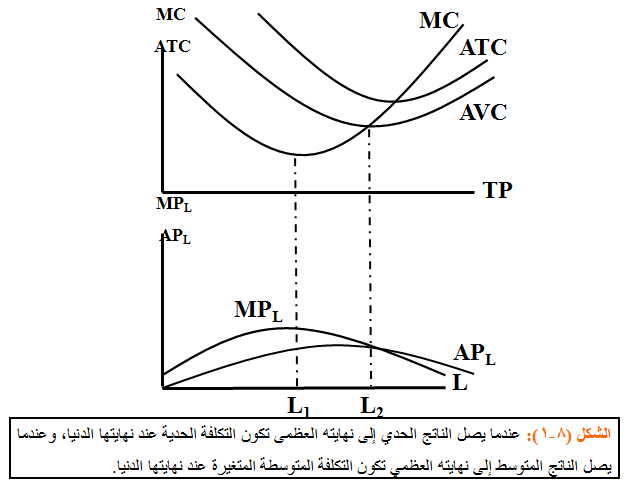 MC
MC
ATC
ATC
AVC
TP
MPL
APL
MPL
APL
L
L1
L2
الشكل (٨-١): عندما يصل الناتج الحدي إلى نهايته العظمى تكون التكلفة الحدية عند نهايتها الدنيا، وعندما
يصل الناتج المتوسط إلى نهايته العظمي تكون التكلفة المتوسطة المتغيرة عند نهايتها الدنيا.